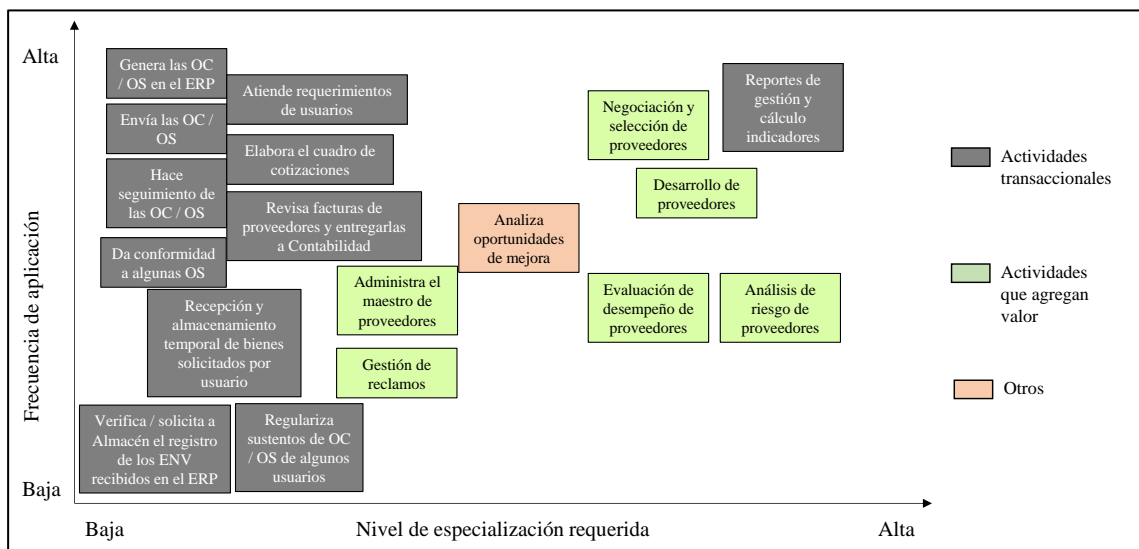 Alta
Genera las OC
/ OS en el ERP
Atiende requerimientos
de usuarios
Envía las OC /
OS
Elabora el cuadro de
cotizaciones
Hace
seguimiento de
las OC / OS
Revisa facturas de
proveedores y entregarlas
a Contabilidad
Da conformidad
a algunas OS
Recepción y
almacenamiento
temporal de bienes
solicitados por
usuario
Administra el
maestro de
proveedores
Gestión de
reclamos
Verifica / solicita a
Almacén el registro
de los ENV
recibidos en el ERP
Regulariza
sustentos de OC
/ OS de algunos
usuarios
Analiza
oportunidades
de mejora
Negociación y
selección de
proveedores
Reportes de
gestión y
cálculo
indicadores
Desarrollo de
proveedores
Evaluación de
desempeño de
proveedores
Análisis de
riesgo de
proveedores
Actividades
transaccionales
Actividades
que agregan
valor
Otros
Frecuencia de aplicación
Baja
Baja
Nivel de especialización requerida
Alta